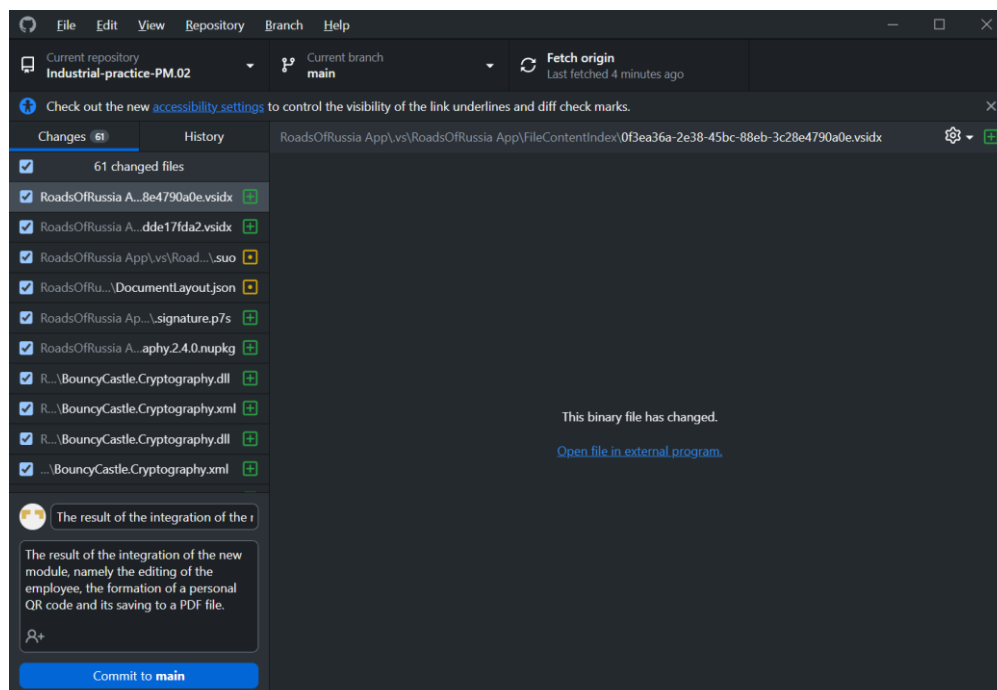 File Edit View Repository Branch Help
Current repository
Industrial-practice-PM.02
Current branch
main
Fetch origin
Last fetched 4 minutes ago
Check out the new accessibility settings to control the visibility of the link underlines and diff check marks.
Changes 61
History
RoadsOfRussia App\.vs\RoadsOfRussia App\FileContentIndex\0f3ea36a-2e38-45bc-88eb-3c28e4790a0e.vsidx
61 changed files
RoadsOfRussia A...8e4790a0e.vsidx
RoadsOfRussia A...dde17fda2.vsidx
RoadsOfRussia App\.vs\Road...\.suo
RoadsOfRu...\DocumentLayout.json
RoadsOfRussia Ap...\.signature.p7s
RoadsOfRussia A...aphy.2.4.0.nupkg
R...\BouncyCastle.Cryptography.dll
R...\BouncyCastle.Cryptography.xml
R...\BouncyCastle.Cryptography.dll
...\BouncyCastle.Cryptography.xml
This binary file has changed.
Open file in external program.
The result of the integration of the
The result of the integration of the new
module, namely the editing of the
employee, the formation of a personal
QR code and its saving to a PDF file.
Commit to main